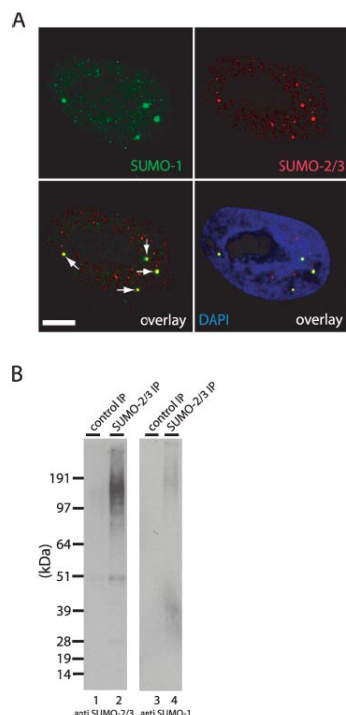 A
SUMO-1
SUMO-2/3
overlay
DAPI overlay
B
control IP
SUMO-2/3 IP
control IP
SUMO-2/3 IP
191
97
64
51
39
28
19
14
(kDa)
1 2 3 4
anti SUMO-2/3 anti SUMO-1